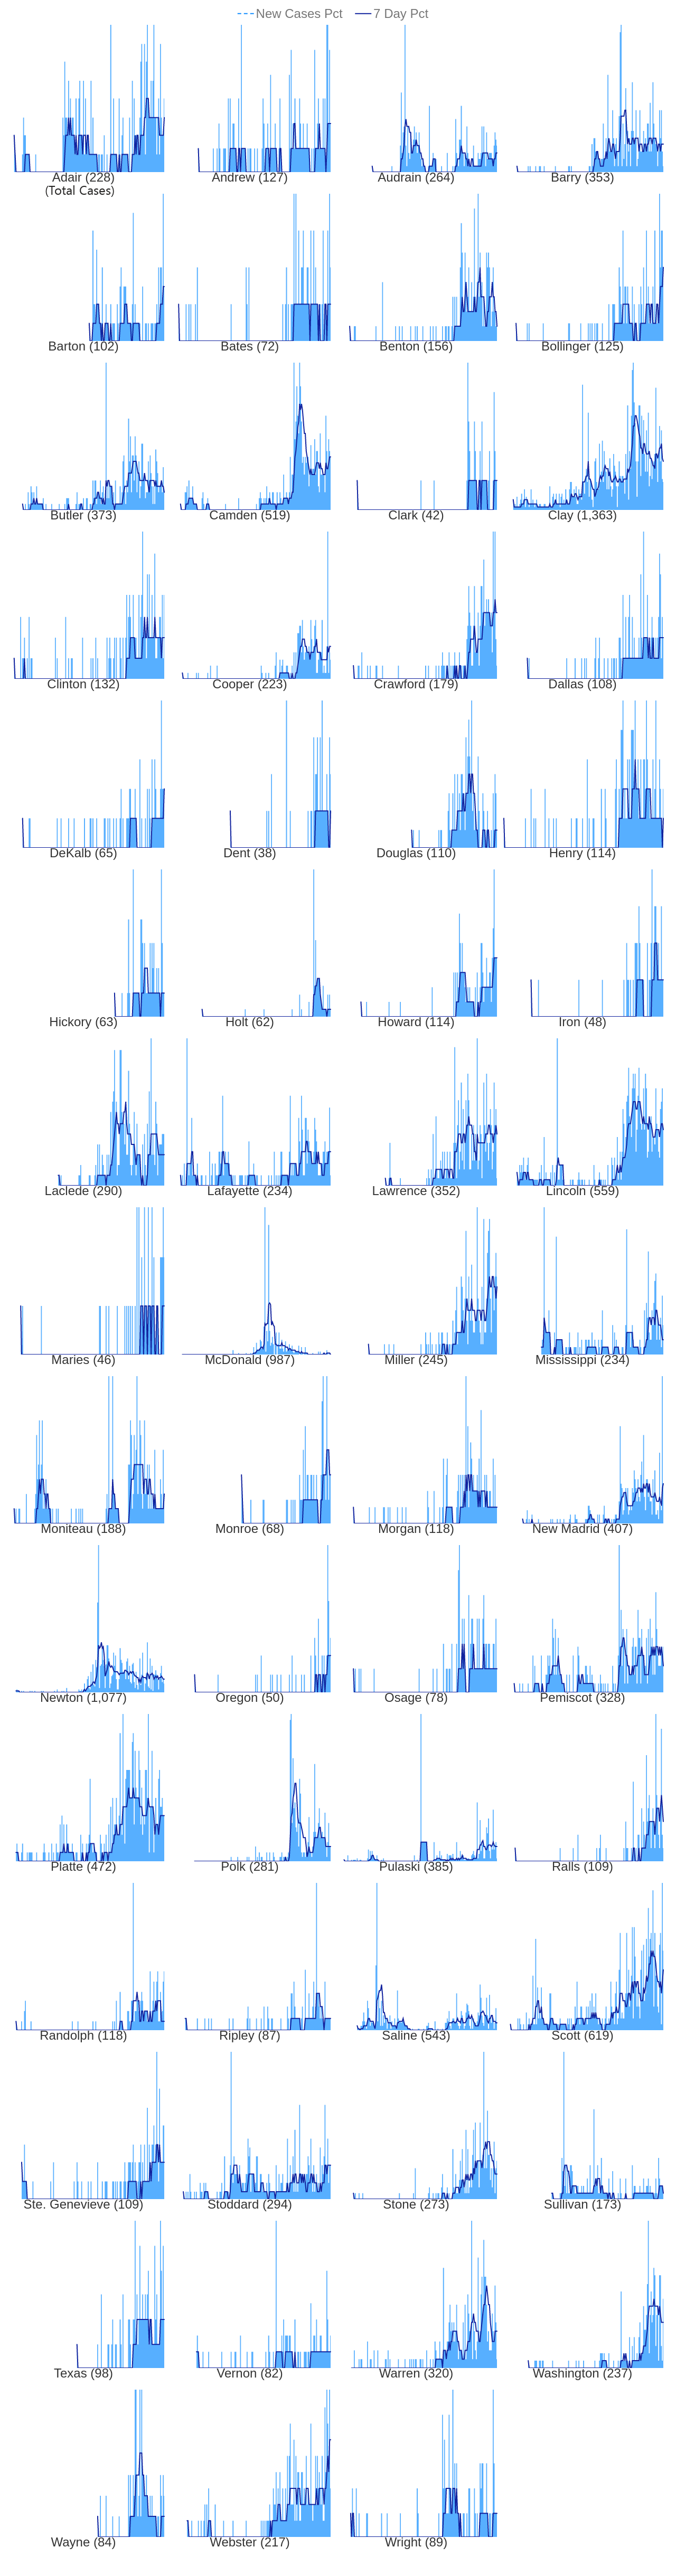 New Cases Pct 7 Day Pct
Adair (228) Andrew (127) Audrain (264) Barry (353)
(Total Cases)
Barton (102) Bates (72) Benton (156) Bollinger (125)
Butler (373) Camden (519) Clark (42) Clay (1,363)
Clinton (132) Cooper (223) Crawford (179) Dallas (108)
DeKalb (65) Dent (38) Douglas (110) Henry (114)
Hickory (63) Holt (62) Howard (114) Iron (48)
Laclede (290) Lafayette (234) Lawrence (352) Lincoln (559)
Maries (46) McDonald (987) Miller (245) Mississippi (234)
Moniteau (188) Monroe (68) Morgan (118) New Madrid (407)
Newton (1,077) Oregon (50) Osage (78) Pemiscot (328)
Platte (472) Polk (281) Pulaski (385) Ralls (109)
Randolph (118) Ripley (87) Saline (543) Scott (619)
Ste. Genevieve (109) Stoddard (294) Stone (273) Sullivan (173)
Texas (98) Vernon (82) Warren (320) Washington (237)
Wayne (84) Webster (217) Wright (89)